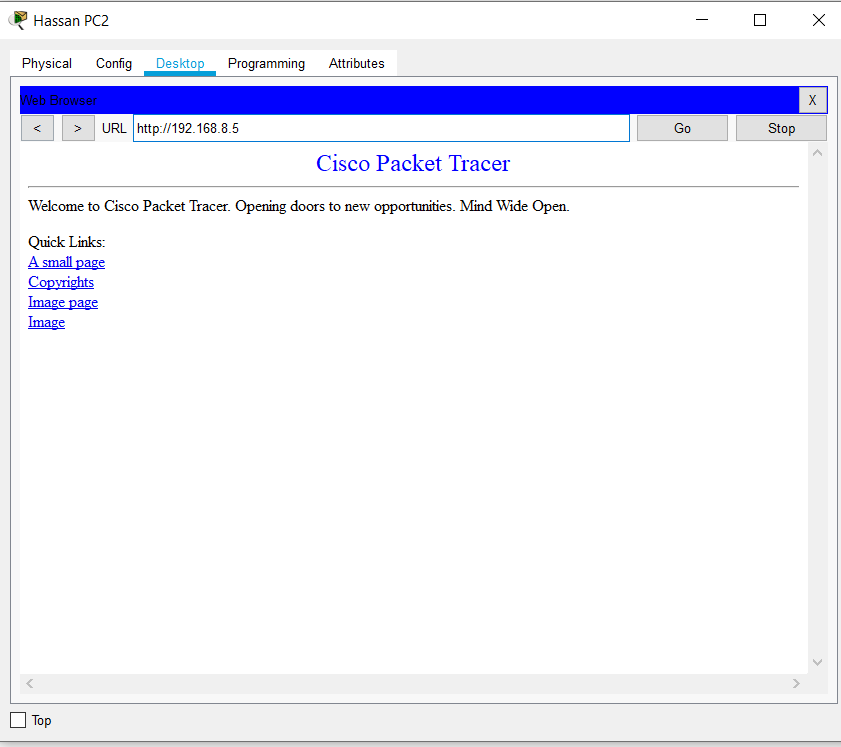 Hassan PC2
Physical Config Desktop Programming Attributes
Web Browser X
< > URL http://192.168.8.5 Go Stop
Cisco Packet Tracer
Welcome to Cisco Packet Tracer. Opening doors to new opportunities. Mind Wide Open.
Quick Links:
A small page
Copyrights
Image page
Image
Top